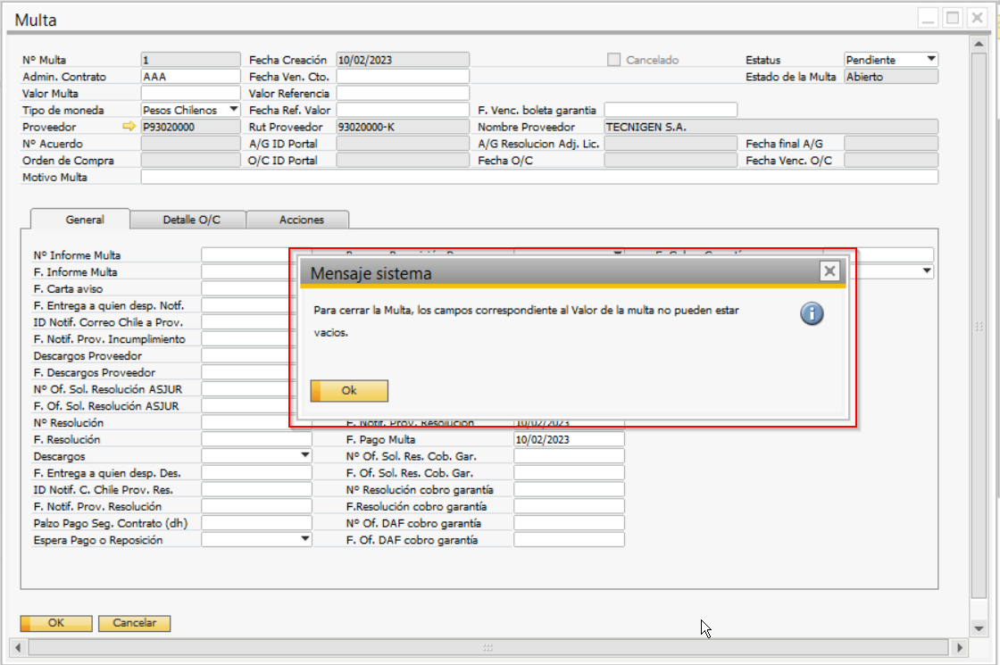 Multa
Nº Multa 1 Fecha Creación 10/02/2023 Cancelado Estatus Pendiente
Admin. Contrato AAA Fecha Ven. Cto. Estado de la Multa Abierto
Valor Multa Valor Referencia
Tipo de moneda Pesos Chilenos Fecha Ref. Valor F. Venc. boleta garantia
Proveedor P93020000 Rut Proveedor 93020000-K Nombre Proveedor TECNIGEN S.A.
Nº Acuerdo A/G ID Portal A/G Resolucion Adj. Lic. Fecha final A/G
Orden de Compra O/C ID Portal Fecha O/C Fecha Venc. O/C
Motivo Multa
General Detalle O/C Acciones
Nº Informe Multa
F. Informe Multa
F. Carta aviso
F. Entrega a quien desp. Notf.
ID Notif. Correo Chile a Prov.
F. Notif. Prov. Incumplimiento
Descargos Proveedor
F. Descargos Proveedor
Nº Of. Sol. Resolución ASJUR
F. Of. Sol. Resolución ASJUR
Mensaje sistema
Para cerrar la Multa, los campos correspondiente al Valor de la multa no pueden estar
vacios.
Ok
Nº Resolución F. Notif. Prov. Resolución 10/02/2023
F. Resolución F. Pago Multa 10/02/2023
Descargos Nº Of. Sol. Res. Cob. Gar.
F. Entrega a quien desp. Des. F. Of. Sol. Res. Cob. Gar.
ID Notif. C. Chile Prov. Res. Nº Resolución cobro garantía
F. Notif. Prov. Resolución F.Resolución cobro garantía
Palzo Pago Seg. Contrato (dh) Nº Of. DAF cobro garantía
Espera Pago o Reposición F. Of. DAF cobro garantía
OK Cancelar